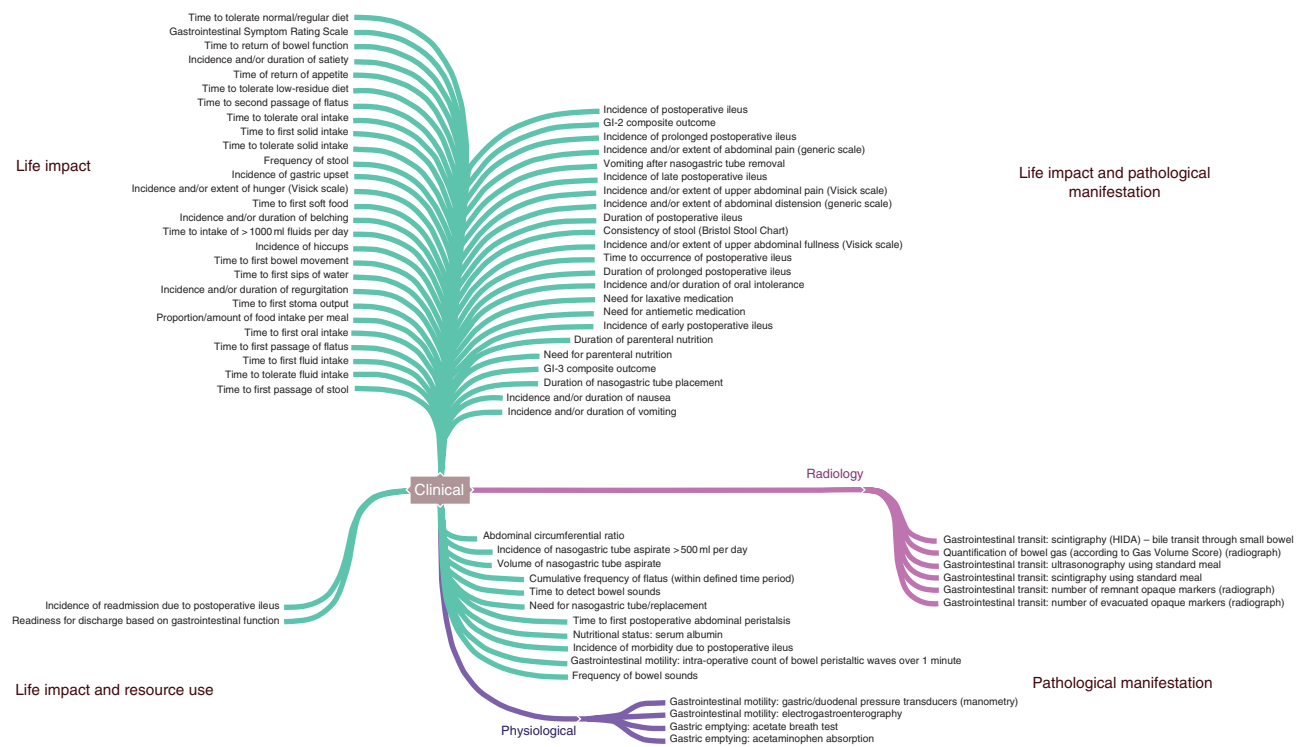 Life impact
Time to tolerate normal/regular diet
Gastrointestinal Symptom Rating Scale
Time to return of bowel function
Incidence and/or duration of satiety
Time of return of appetite
Time to tolerate low-residue diet
Time to second passage of flatus
Time to tolerate oral intake
Time to first solid intake
Time to tolerate solid intake
Frequency of stool
Incidence of gastric upset
Incidence and/or extent of hunger (Visick scale)
Time to first soft food
Incidence and/or duration of belching
Time to intake of >1000 ml fluids per day
Incidence of hiccups
Time to first bowel movement
Time to first sips of water
Incidence and/or duration of regurgitation
Time to first stoma output
Proportion/amount of food intake per meal
Time to first oral intake
Time to first passage of flatus
Time to first fluid intake
Time to tolerate fluid intake
Time to first passage of stool
Life impact and pathological
manifestation
Incidence of postoperative ileus
GI-2 composite outcome
Incidence of prolonged postoperative ileus
Incidence and/or extent of abdominal pain (generic scale)
Vomiting after nasogastric tube removal
Incidence of late postoperative ileus
Incidence and/or extent of upper abdominal pain (Visick scale)
Incidence and/or extent of abdominal distension (generic scale)
Duration of postoperative ileus
Consistency of stool (Bristol Stool Chart)
Incidence and/or extent of upper abdominal fullness (Visick scale)
Time to occurrence of postoperative ileus
Duration of prolonged postoperative ileus
Incidence and/or duration of oral intolerance
Need for laxative medication
Need for antiemetic medication
Incidence of early postoperative ileus
Duration of parenteral nutrition
Need for parenteral nutrition
GI-3 composite outcome
Duration of nasogastric tube placement
Incidence and/or duration of nausea
Incidence and/or duration of vomiting
Clinical
Radiology
Gastrointestinal transit: scintigraphy (HIDA) – bile transit through small bowel
Quantification of bowel gas (according to Gas Volume Score) (radiograph)
Gastrointestinal transit: ultrasonography using standard meal
Gastrointestinal transit: scintigraphy using standard meal
Gastrointestinal transit: number of remnant opaque markers (radiograph)
Gastrointestinal transit: number of evacuated opaque markers (radiograph)
Abdominal circumferential ratio
Incidence of nasogastric tube aspirate >500 ml per day
Volume of nasogastric tube aspirate
Cumulative frequency of flatus (within defined time period)
Time to detect bowel sounds
Need for nasogastric tube/replacement
Time to first postoperative abdominal peristalsis
Nutritional status: serum albumin
Incidence of morbidity due to postoperative ileus
Gastrointestinal motility: intra-operative count of bowel peristaltic waves over 1 minute
Frequency of bowel sounds
Incidence of readmission due to postoperative ileus
Readiness for discharge based on gastrointestinal function
Life impact and resource use
Pathological manifestation
Physiological
Gastrointestinal motility: gastric/duodenal pressure transducers (manometry)
Gastrointestinal motility: electrogastroenterography
Gastric emptying: acetate breath test
Gastric emptying: acetaminophen absorption